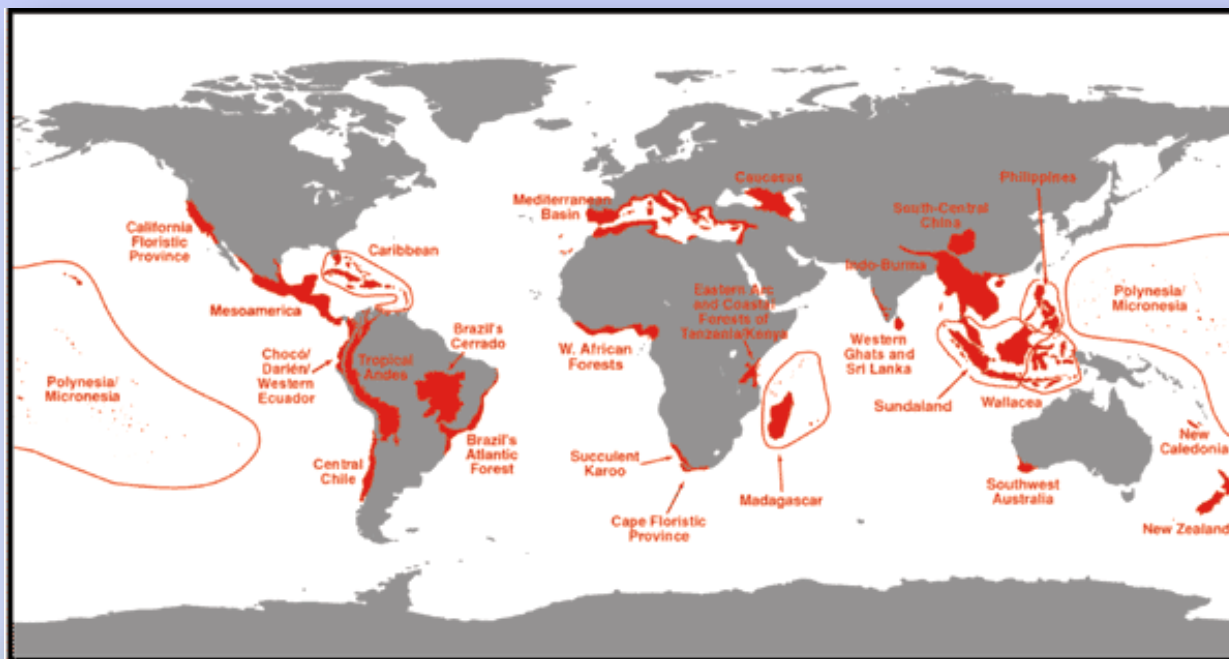 Caucasus
Philippines
Mediterranean
Basin
South-Central
China
California
Floristic
Province
Caribbean
Indo-Burma
Mesoamerica
Eastern Arc
and Coastal
Forests of
Tanzania/Kenya
Polynesia/
Micronesia
Brazil's
Cerrado
W. African
Forests
Western
Ghats and
Sri Lanka
Chocó/
Darién/
Western
Ecuador
Tropical
Andes
Polynesia/
Micronesia
Sundaland
Wallacea
Brazil's
Atlantic
Forest
Succulent
Karoo
New
Caledonia
Central
Chile
Madagascar
Southwest
Australia
Cape Floristic
Province
New Zealand